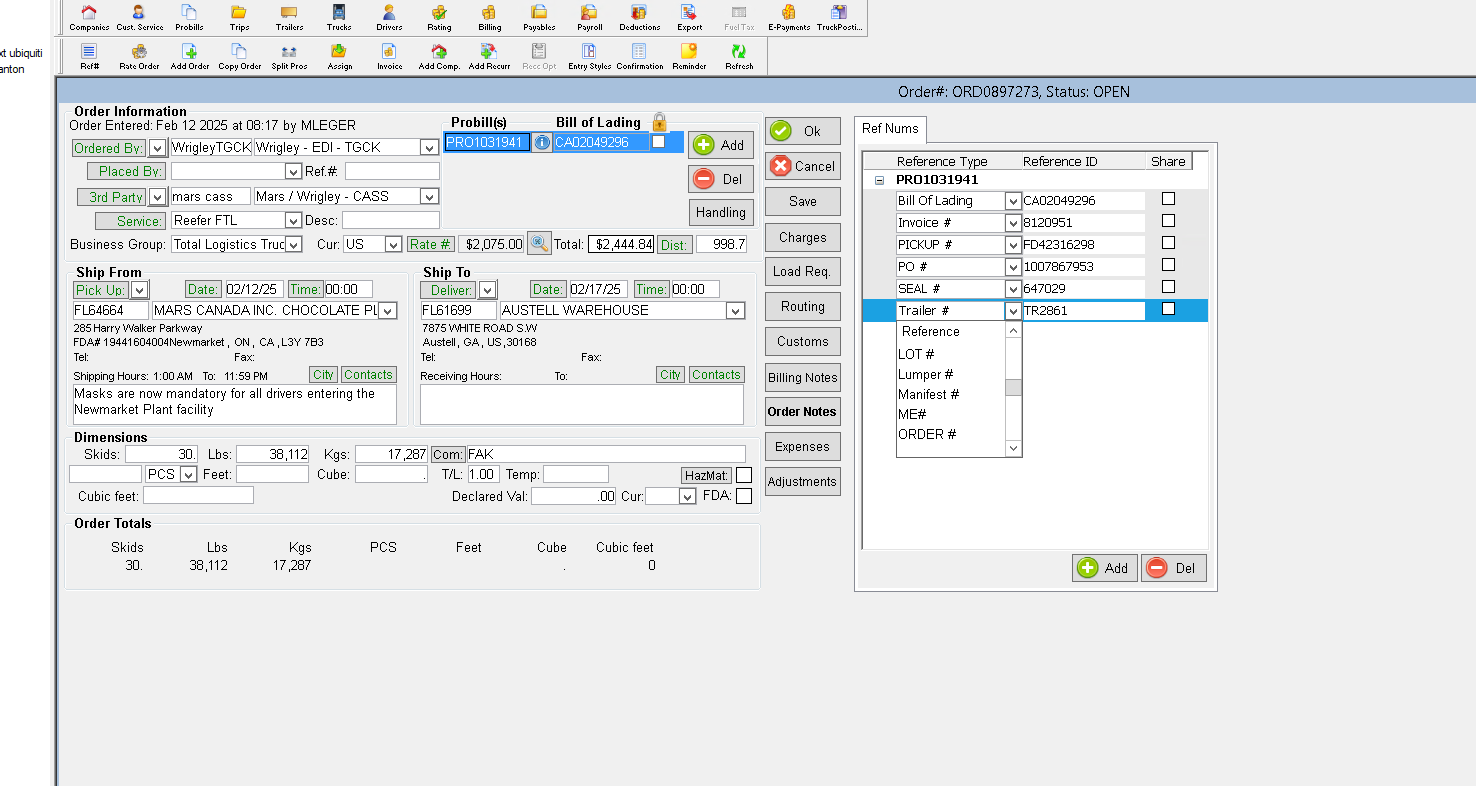 Companies Cust. Service Probills Trips Trailers Trucks Drivers Rating Billing Payables Payroll Deductions Export Fuel Tax E-Payments TruckPosti...
xt ubiquiti
anton
Ref# Rate Order Add Order Copy Order Split Pros Assign Invoice Add Comp. Add Recurr Recc Opt Entry Styles Confirmation Reminder Refresh
Order#: ORD0897273, Status: OPEN
Order Information
Order Entered: Feb 12 2025 at 08:17 by MLEGER
Ordered By: WrigleyTGCK Wrigley - EDI - TGCK
Placed By: Ref.#:
3rd Party mars cass Mars / Wrigley - CASS
Service: Reefer FTL Desc:
Business Group: Total Logistics Truc Cur: US Rate #: $2,075.00 Total: $2,444.84 Dist: 998.7
Probill(s) Bill of Lading
PRO1031941 CA02049296
Add
Del
Handling
Ship From
Pick Up: Date: 02/12/25 Time: 00:00
FL64664 MARS CANADA INC. CHOCOLATE PL
285 Harry Walker Parkway
FDA# 19441604004Newmarket , ON , CA ,L3Y 7B3
Tel: Fax:
Shipping Hours: 1:00 AM To: 11:59 PM City Contacts
Masks are now mandatory for all drivers entering the
Newmarket Plant facility
Ship To
Deliver: Date: 02/17/25 Time: 00:00
FL61699 AUSTELL WAREHOUSE
7875 WHITE ROAD S.W
Austell , GA , US ,30168
Tel: Fax:
Receiving Hours: To: City Contacts
Dimensions
Skids: 30. Lbs: 38,112 Kgs: 17,287 Com: FAK
PCS Feet: Cube: . T/L: 1.00 Temp: HazMat:
Cubic feet: Declared Val: .00 Cur: FDA:
Order Totals
Skids Lbs Kgs PCS Feet Cube Cubic feet
30. 38,112 17,287 . 0
Ok
Cancel
Save
Charges
Load Req.
Routing
Customs
Billing Notes
Order Notes
Expenses
Adjustments
Ref Nums
Reference Type Reference ID Share
PRO1031941
Bill Of Lading CA02049296
Invoice # 8120951
PICKUP # FD42316298
PO # 1007867953
SEAL # 647029
Trailer # TR2861
Reference
LOT #
Lumper #
Manifest #
ME#
ORDER #
Add Del